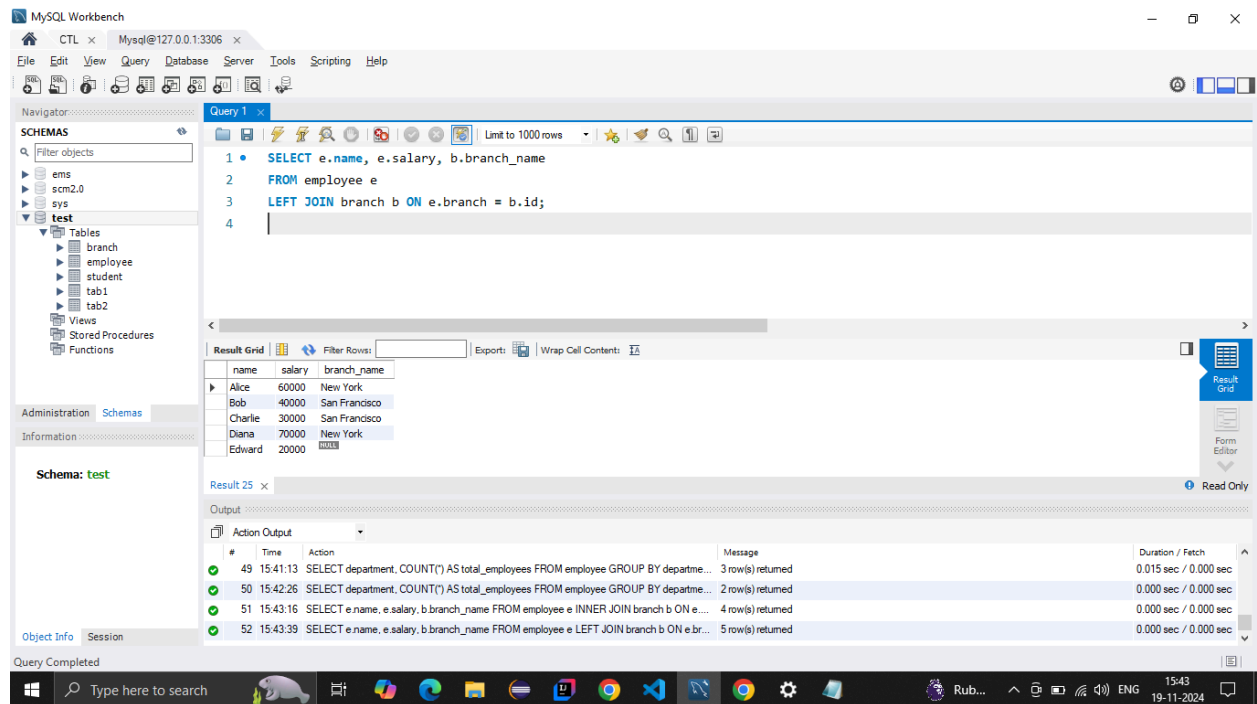 MySQL Workbench
CTL × Mysql@127.0.0.1:3306 ×
File Edit View Query Database Server Tools Scripting Help
Navigator
SCHEMAS
Filter objects
ems
scm2.0
sys
test
Tables
branch
employee
student
tab1
tab2
Views
Stored Procedures
Functions
Administration Schemas
Information
Schema: test
Object Info Session
Query 1 ×
Limit to 1000 rows
1 SELECT e.name, e.salary, b.branch_name
2 FROM employee e
3 LEFT JOIN branch b ON e.branch = b.id;
4
Result Grid Filter Rows: Export: Wrap Cell Content:
name salary branch_name
Alice 60000 New York
Bob 40000 San Francisco
Charlie 30000 San Francisco
Diana 70000 New York
Edward 20000 NULL
Result Grid
Form Editor
Result 25 × Read Only
Output
Action Output
# Time Action Message Duration / Fetch
49 15:41:13 SELECT department, COUNT(*) AS total_employees FROM employee GROUP BY departme... 3 row(s) returned 0.015 sec / 0.000 sec
50 15:42:26 SELECT department, COUNT(*) AS total_employees FROM employee GROUP BY departme... 2 row(s) returned 0.000 sec / 0.000 sec
51 15:43:16 SELECT e.name, e.salary, b.branch_name FROM employee e INNER JOIN branch b ON e.... 4 row(s) returned 0.000 sec / 0.000 sec
52 15:43:39 SELECT e.name, e.salary, b.branch_name FROM employee e LEFT JOIN branch b ON e.br... 5 row(s) returned 0.000 sec / 0.000 sec
Query Completed
Type here to search
Rub... ENG 15:43
19-11-2024